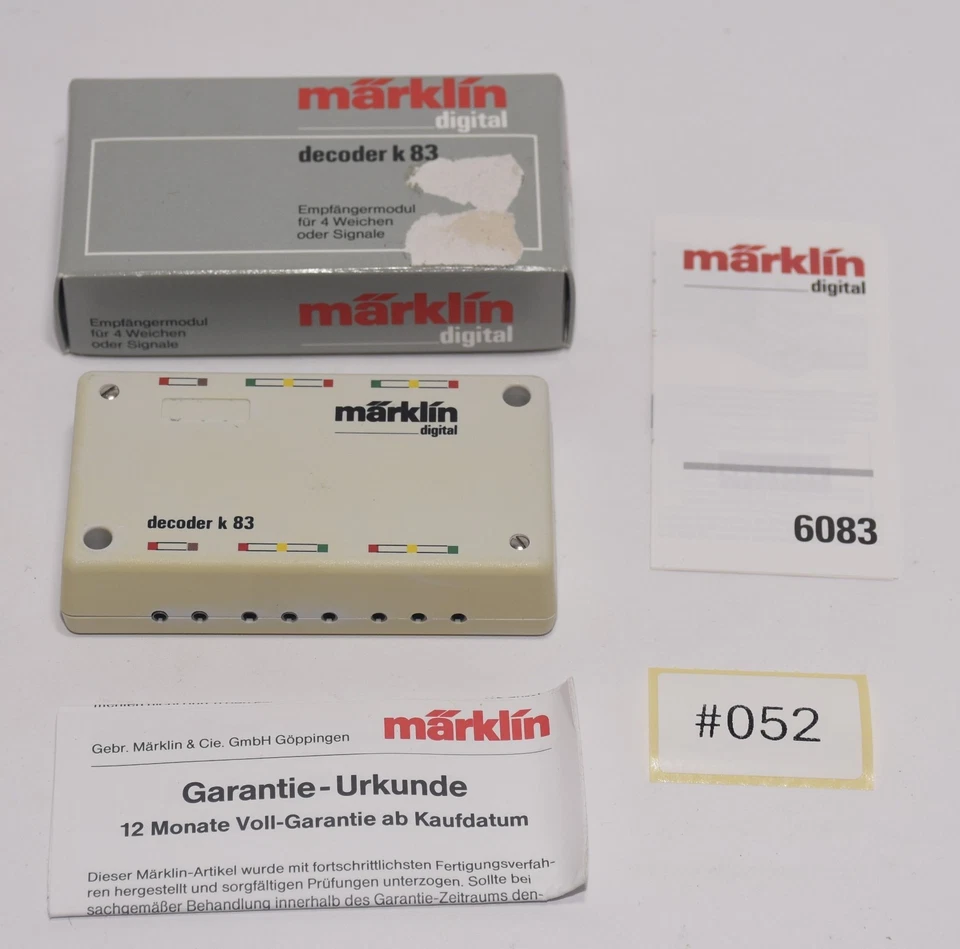 märklin
digital
decoder k 83
Empfängermodul
für 4 Weichen
oder Signale
märklin
digital
Empfängermodul
für 4 Weichen
oder Signale
märklin
digital
6083
märklin
digital
decoder k 83
Gebr. Märklin & Cie. GmbH Göppingen
märklin
Garantie-Urkunde
12 Monate Voll-Garantie ab Kaufdatum
Dieser Märklin-Artikel wurde mit fortschrittlichsten Fertigungsverfah-
ren hergestellt und sorgfältigen Prüfungen unterzogen. Sollte bei
sachgemäßer Behandlung innerhalb des Garantie-Zeitraums den-
#052